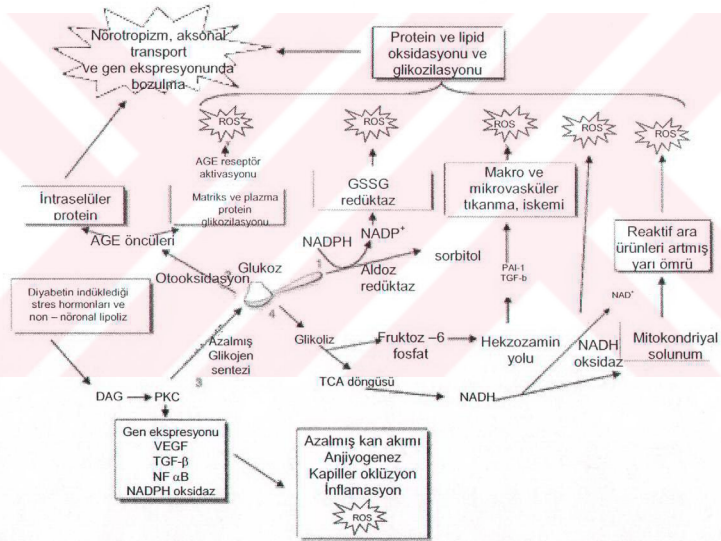 Norotropizm, aksonal
transport
ve gen ekspresyonunda
bozulma
Protein ve lipid
oksidasyonu ve
glikozilasyonu
ROS
ROS
ROS
ROS
ROS
AGE reseptör
aktivasyonu
Matriks ve plazma
protein
glikozilasyonu
GSSG
redüktaz
Makro ve
mikrovasküler
tıkanma, iskemi
Reaktif ara
ürünleri artmış
yarı ömrü
İntraselüler
protein
AGE öncüleri
NADPH
NADP⁺
sorbitol
Glukoz
1
Aldoz
redüktaz
PAI-1
TGF-b
Otooksidasyon
2
4
Diyabetin indüklediği
stres hormonları ve
non – nöronal lipoliz
NAD⁺
Azalmış
Glikojen
sentezi
3
Glikoliz
Fruktoz –6
fosfat
Hekzozamin
yolu
NADH
oksidaz
Mitokondriyal
solunum
TCA döngüsü
NADH
DAG
PKC
Gen ekspresyonu
VEGF
TGF-β
NF αB
NADPH oksidaz
Azalmış kan akımı
Anjiyogenez
Kapiller oklüzyon
İnflamasyon
ROS